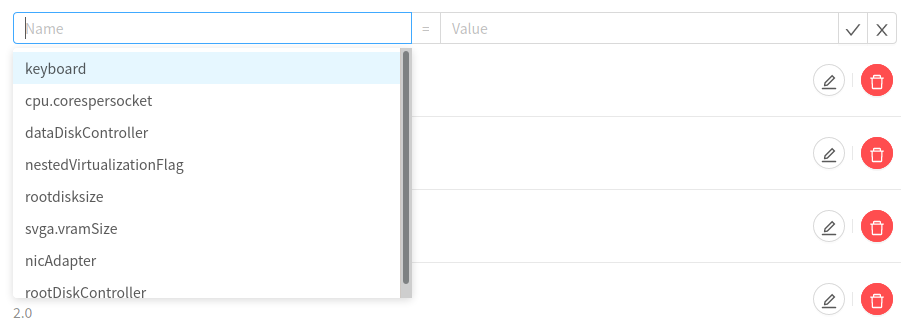 Name = Value
keyboard
cpu.corespersocket
dataDiskController
nestedVirtualizationFlag
rootdisksize
svga.vramSize
nicAdapter
rootDiskController
2.0